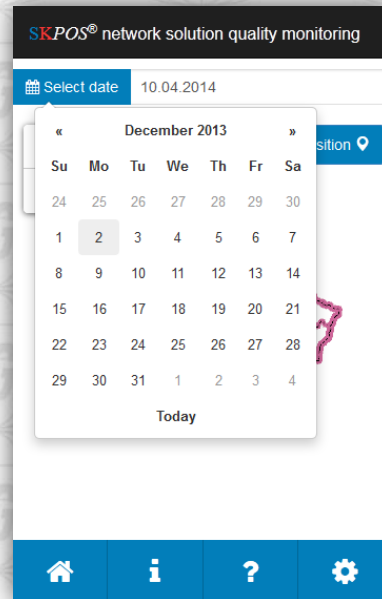 SKPOS® network solution quality monitoring
Select date 10.04.2014
« December 2013 »
Su Mo Tu We Th Fr Sa
24 25 26 27 28 29 30
1 2 3 4 5 6 7
8 9 10 11 12 13 14
15 16 17 18 19 20 21
22 23 24 25 26 27 28
29 30 31 1 2 3 4
Today
sition
?